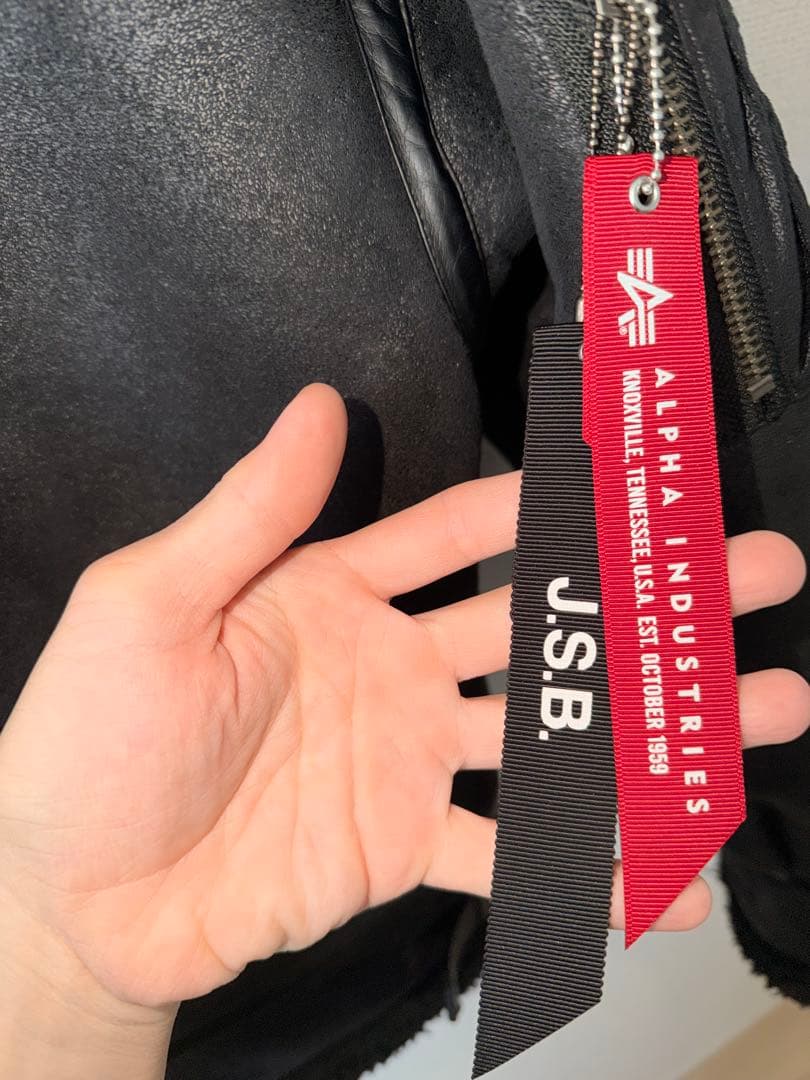 ALPHA INDUSTRIES
KNOXVILLE, TENNESSEE, U.S.A. EST. OCTOBER 1959
J.S.B.